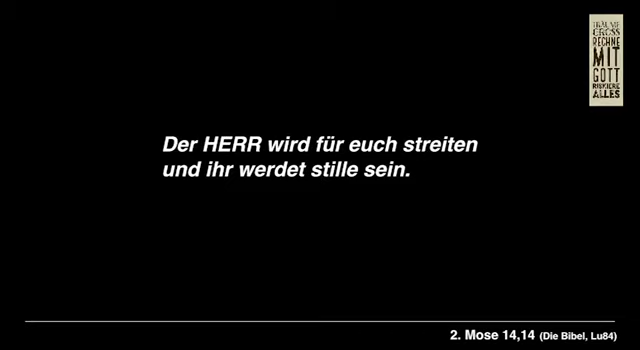 TRÄUME
GROSS
RECHNE
MIT
GOTT
RISKIERE
ALLES
Der HERR wird für euch streiten
und ihr werdet stille sein.
2. Mose 14,14 (Die Bibel, Lu84)